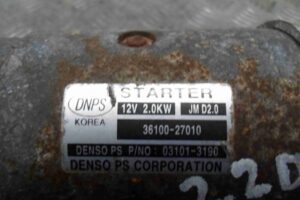 STARTER
DNPS
12V 2.0KW JM D2.0
KOREA
36100-27010
DENSO PS P/NO: 03101-3190
DENSO PS CORPORATION
2.2D